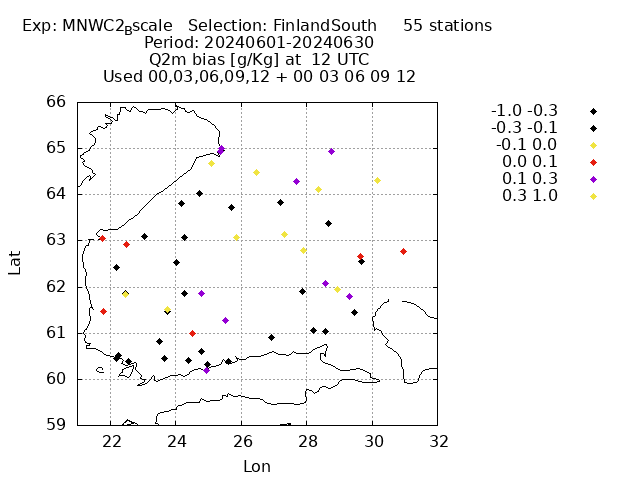 Exp: MNWC2Bscale   Selection: FinlandSouth     55 stations
Period: 20240601-20240630
Q2m bias [g/Kg] at  12 UTC
Used 00,03,06,09,12 + 00 03 06 09 12
-1.0 -0.3
-0.3 -0.1
-0.1 0.0
0.0 0.1
0.1 0.3
0.3 1.0
66
65
64
63
62
61
60
59
Lat
22 24 26 28 30 32
Lon